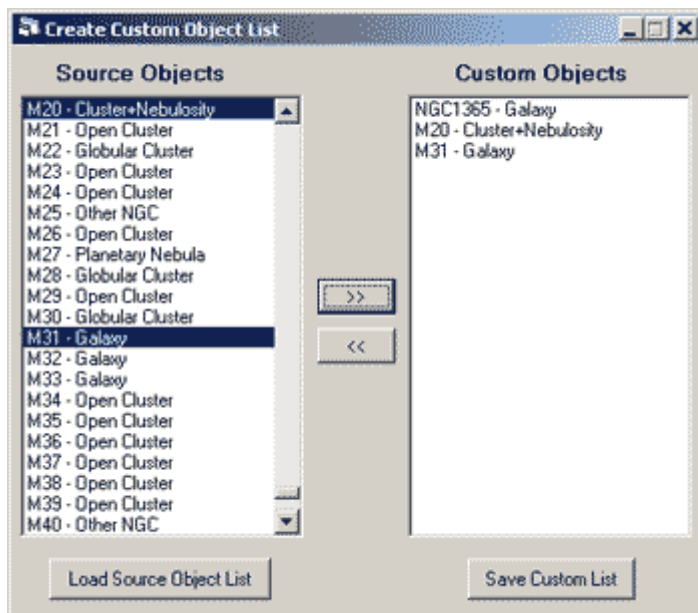 Create Custom Object List
Source Objects
Custom Objects
M20 - Cluster+Nebulosity
M21 - Open Cluster
M22 - Globular Cluster
M23 - Open Cluster
M24 - Open Cluster
M25 - Other NGC
M26 - Open Cluster
M27 - Planetary Nebula
M28 - Globular Cluster
M29 - Open Cluster
M30 - Globular Cluster
M31 - Galaxy
M32 - Galaxy
M33 - Galaxy
M34 - Open Cluster
M35 - Open Cluster
M36 - Open Cluster
M37 - Open Cluster
M38 - Open Cluster
M39 - Open Cluster
M40 - Other NGC
>>
<<
NGC1365 - Galaxy
M20 - Cluster+Nebulosity
M31 - Galaxy
Load Source Object List
Save Custom List